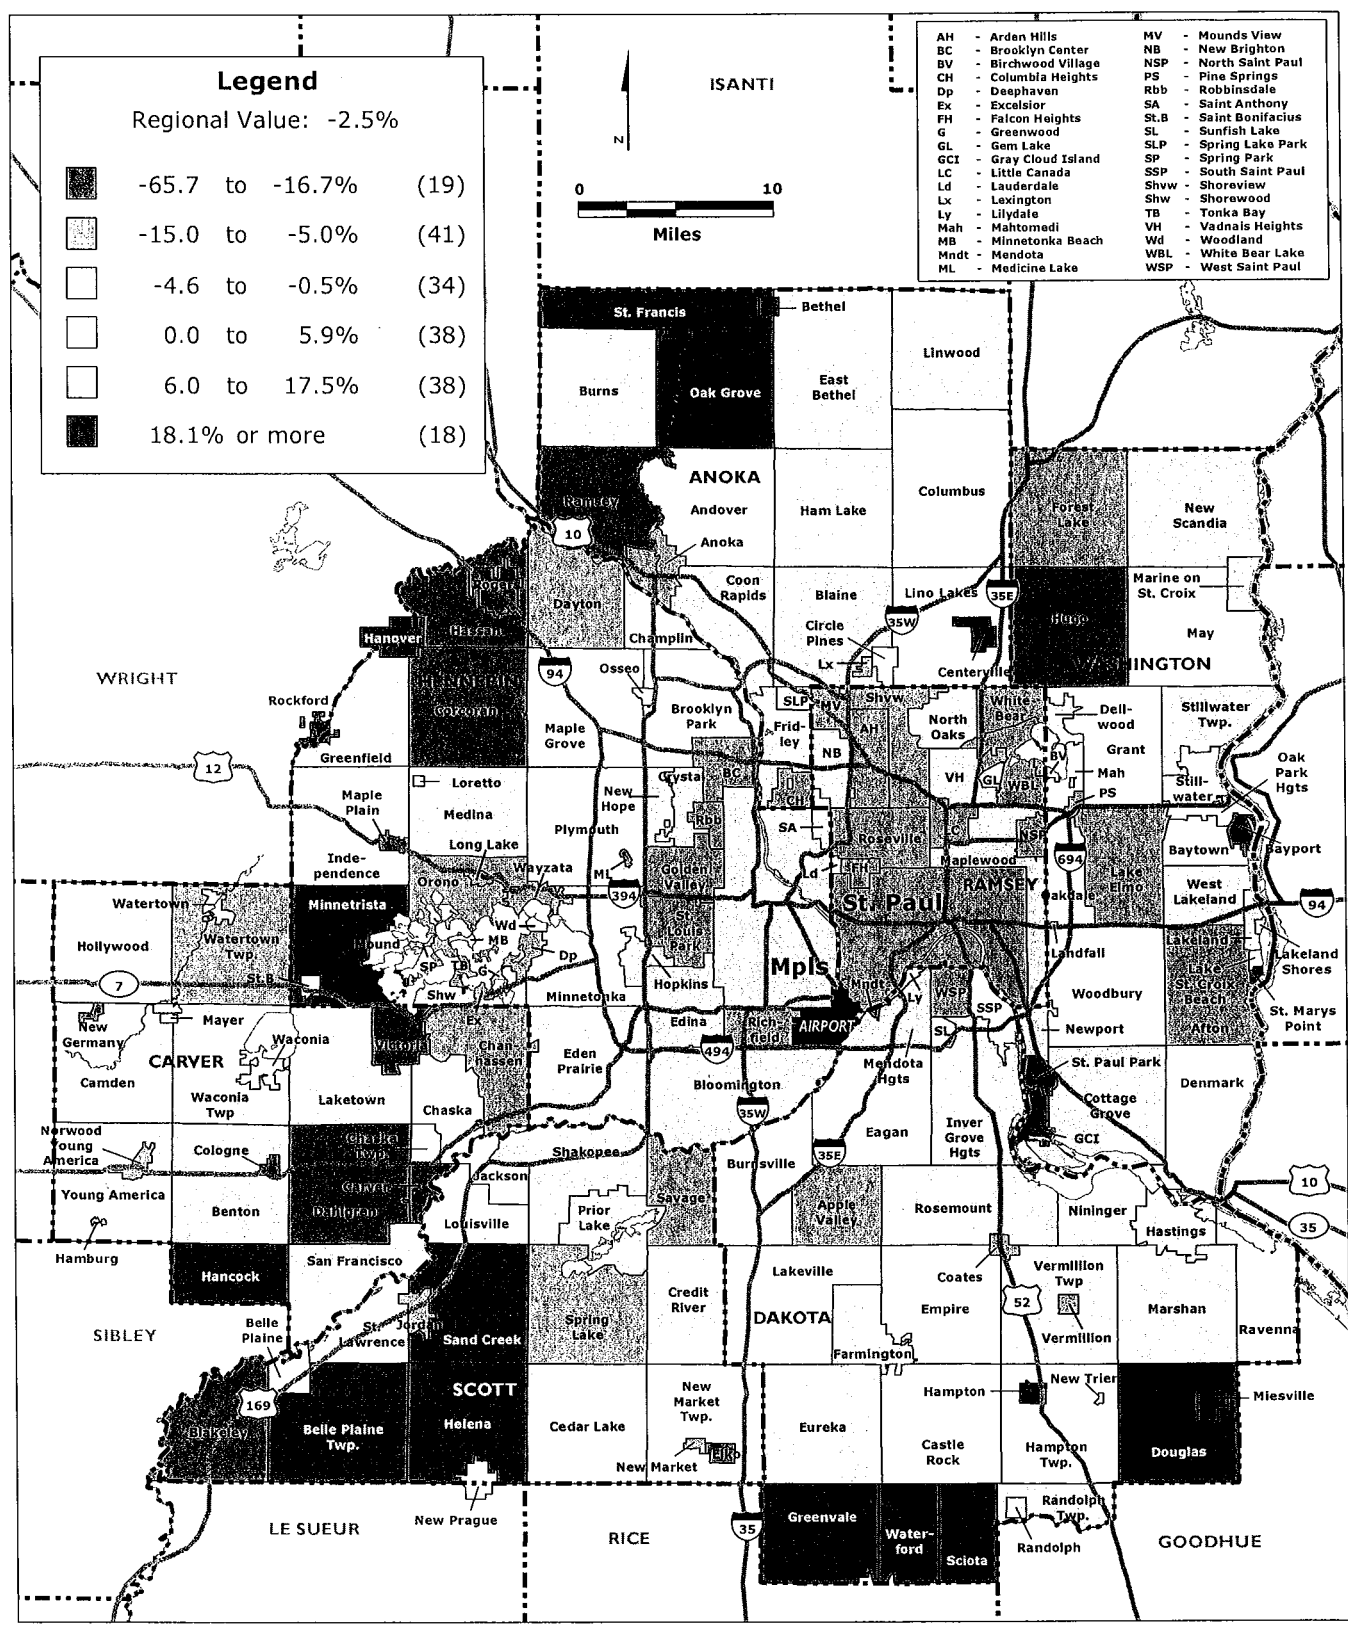 Legend
Regional Value: -2.5%
-65.7 to -16.7% (19)
-15.0 to -5.0% (41)
-4.6 to -0.5% (34)
0.0 to 5.9% (38)
6.0 to 17.5% (38)
18.1% or more (18)
ISANTI
N
0 10
Miles
AH - Arden Hills
BC - Brooklyn Center
BV - Birchwood Village
CH - Columbia Heights
Dp - Deephaven
Ex - Excelsior
FH - Falcon Heights
G - Greenwood
GL - Gem Lake
GCI - Gray Cloud Island
LC - Little Canada
Ld - Lauderdale
Lx - Lexington
Ly - Lilydale
Mah - Mahtomedi
MB - Minnetonka Beach
Mndt - Mendota
ML - Medicine Lake
MV - Mounds View
NB - New Brighton
NSP - North Saint Paul
PS - Pine Springs
Rbb - Robbinsdale
SA - Saint Anthony
St.B - Saint Bonifacius
SL - Sunfish Lake
SLP - Spring Lake Park
SP - Spring Park
SSP - South Saint Paul
Shvw - Shoreview
Shw - Shorewood
TB - Tonka Bay
VH - Vadnais Heights
Wd - Woodland
WBL - White Bear Lake
WSP - West Saint Paul
St. Francis
Bethel
Linwood
Burns
Oak Grove
East
Bethel
ANOKA
Ramsey
Andover
Ham Lake
Columbus
Forest
Lake
New
Scandia
10
Anoka
Coon
Rapids
Blaine
Lino Lakes
35E
Marine on
St. Croix
Rogers
Dayton
Hassan
Hanover
Champlin
Circle
Pines
35W
Hugo
May
Lx
Centerville
WASHINGTON
WRIGHT
HENNEPIN
94
Osseo
Rockford
Corcoran
Maple
Grove
Brooklyn
Park
SLP
MV
Shvw
Frid-
ley
AH
North
Oaks
White
Bear
Dell-
wood
Stillwater
Twp.
Greenfield
NB
Grant
BV
12
Loretto
Crystal
BC
VH
GL
WBL
Mah
Still-
water
Oak
Park
Hgts
Maple
Plain
Medina
New
Hope
CH
PS
Plymouth
Rbb
SA
Roseville
LC
NSP
Long Lake
Baytown
Bayport
Inde-
pendence
Wayzata
ML
Golden
Valley
Ld
FH
Maplewood
694
Lake
Elmo
Orono
394
RAMSEY
West
Lakeland
Watertown
Minnetrista
St. Paul
Oakdale
94
Hollywood
Watertown
Twp
Mound
Wd
MB
St
Louis
Park
Lakeland
Dp
Landfall
Lakeland
Shores
SP
TB
G
Mpls
St.B
7
Shw
Minnetonka
Hopkins
Mndt
Ly
WSP
SSP
Woodbury
Lake
St. Croix
Beach
Afton
St. Marys
Point
New
Germany
Mayer
Waconia
Ex
Edina
Rich-
field
AIRPORT
SL
Newport
CARVER
Victoria
Chan-
hassen
Eden
Prairie
494
Mendota
Hgts
St. Paul Park
Camden
Waconia
Twp
Laketown
Chaska
Bloomington
35W
Cottage
Grove
Denmark
Norwood
Young
America
Cologne
Chaska
Twp.
Shakopee
Burnsville
35E
Eagan
Inver
Grove
Hgts
GCI
Young America
Carver
Jackson
Savage
10
Benton
Dahlgren
Louisville
Prior
Lake
Apple
Valley
Rosemount
Nininger
Hastings
35
Hamburg
Hancock
San Francisco
Lakeville
Coates
Vermillion
Twp
SIBLEY
Belle
Plaine
St.
Lawrence
Jordan
Sand Creek
Spring
Lake
Credit
River
DAKOTA
Empire
52
Marshan
Vermillion
Ravenna
Farmington
169
SCOTT
New
Market
Twp.
Hampton
New Trier
Miesville
Blakeley
Belle Plaine
Twp.
Helena
Cedar Lake
Eureka
Castle
Rock
Hampton
Twp.
Douglas
New Market
Elko
Randolph
Twp.
LE SUEUR
New Prague
RICE
35
Greenvale
Water-
ford
Sciota
Randolph
GOODHUE